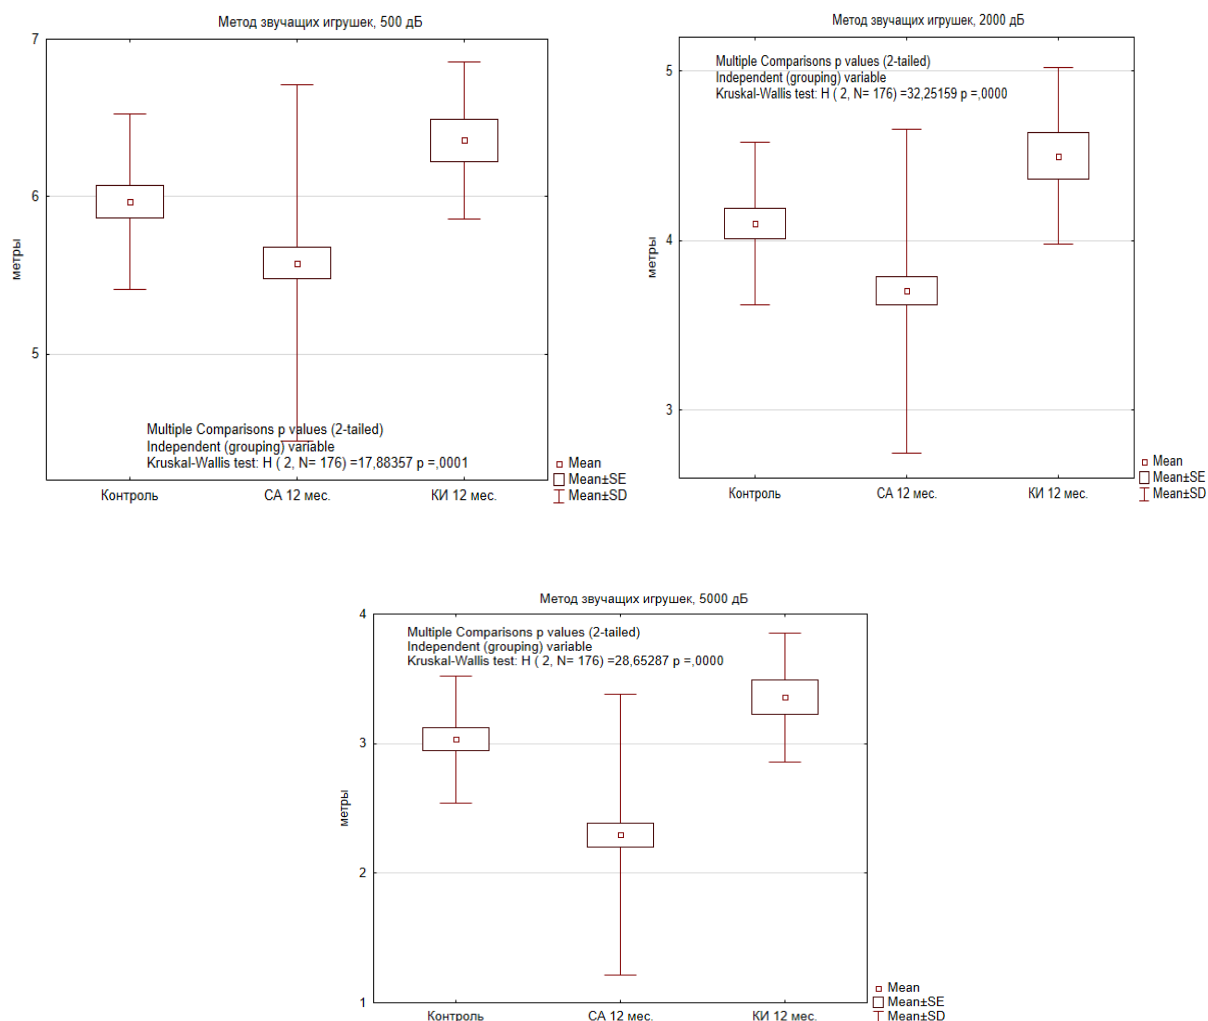 Метод звучащих игрушек, 500 дБ
7
6
5
метры
Multiple Comparisons p values (2-tailed)
Independent (grouping) variable
Kruskal-Wallis test: H ( 2, N= 176) =17,88357 p =,0001
Контроль
СА 12 мес.
КИ 12 мес.
Mean
Mean±SE
Mean±SD
Метод звучащих игрушек, 2000 дБ
Multiple Comparisons p values (2-tailed)
Independent (grouping) variable
Kruskal-Wallis test: H ( 2, N= 176) =32,25159 p =,0000
5
4
3
метры
Контроль
СА 12 мес.
КИ 12 мес.
Mean
Mean±SE
Mean±SD
Метод звучащих игрушек, 5000 дБ
Multiple Comparisons p values (2-tailed)
Independent (grouping) variable
Kruskal-Wallis test: H ( 2, N= 176) =28,65287 p =,0000
4
3
2
1
метры
Контроль
СА 12 мес.
КИ 12 мес.
Mean
Mean±SE
Mean±SD